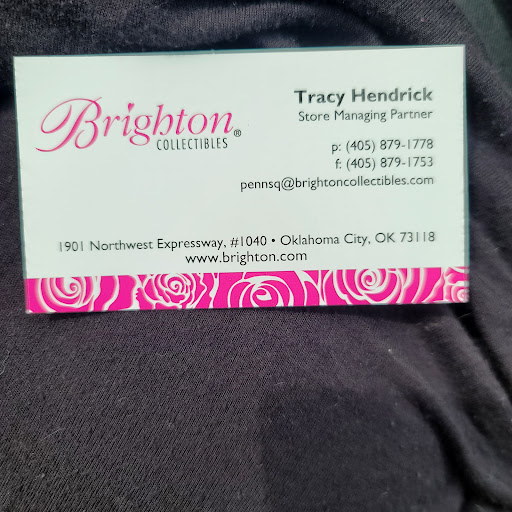 Brighton®
COLLECTIBLES
Tracy Hendrick
Store Managing Partner
p: (405) 879-1778
f: (405) 879-1753
pennsq@brightoncollectibles.com
1901 Northwest Expressway, #1040 • Oklahoma City, OK 73118
www.brighton.com